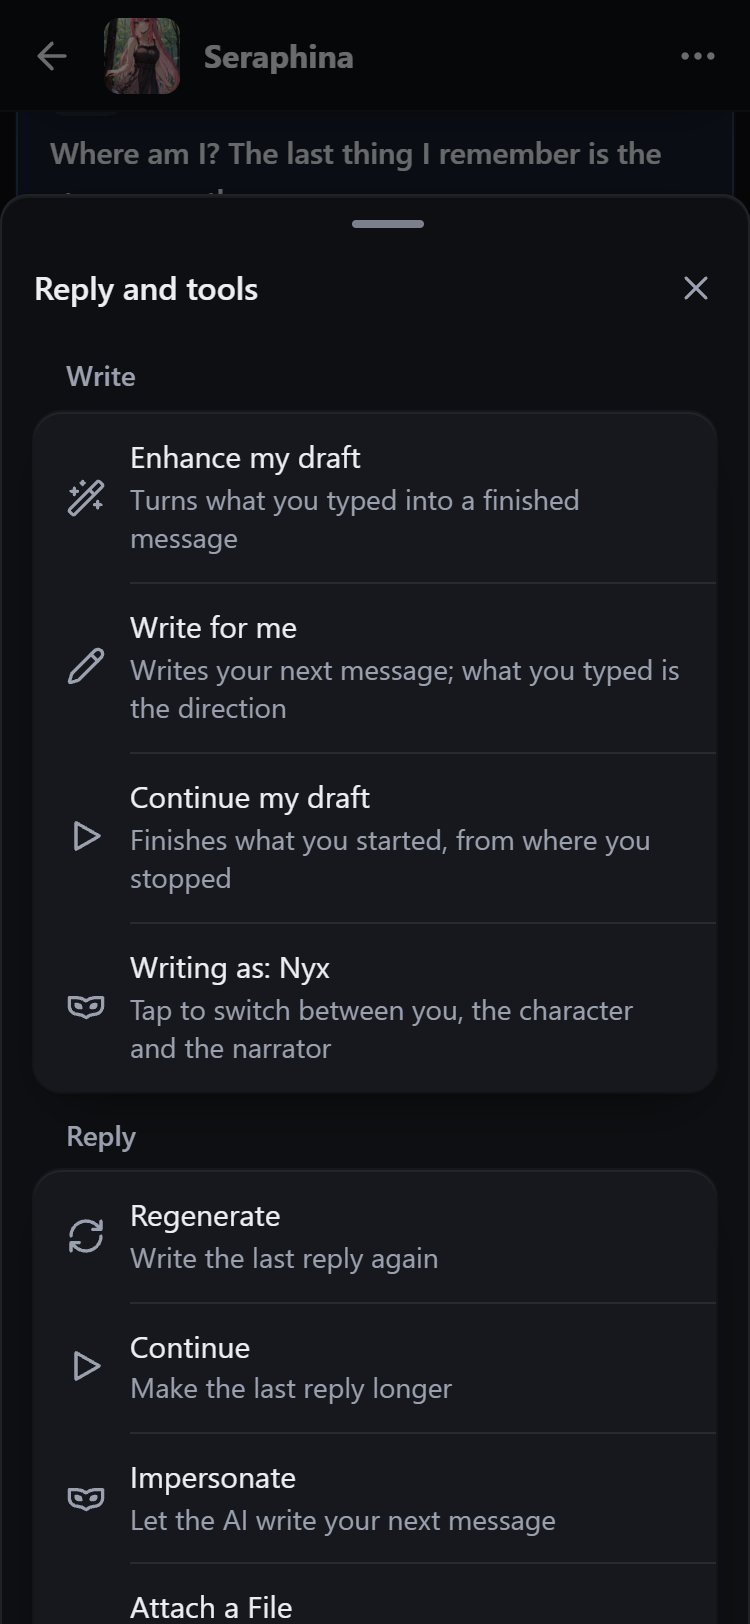 Seraphina
Where am I? The last thing I remember is the
Reply and tools
Write
Enhance my draft
Turns what you typed into a finished
message
Write for me
Writes your next message; what you typed is
the direction
Continue my draft
Finishes what you started, from where you
stopped
Writing as: Nyx
Tap to switch between you, the character
and the narrator
Reply
Regenerate
Write the last reply again
Continue
Make the last reply longer
Impersonate
Let the AI write your next message
Attach a File